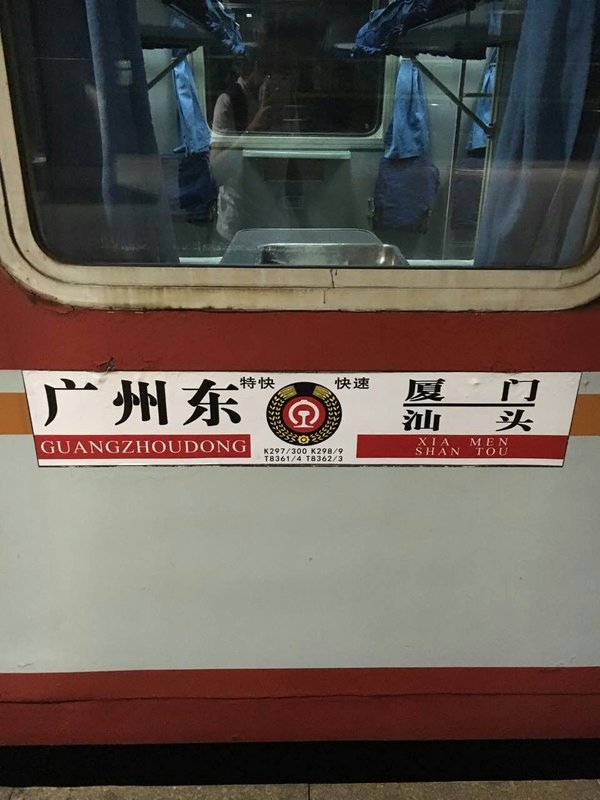 广州东
GUANGZHOUDONG
特快 快速
K297/300 K298/9
T8361/4 T8362/3
厦门
汕头
XIA MEN
SHAN TOU